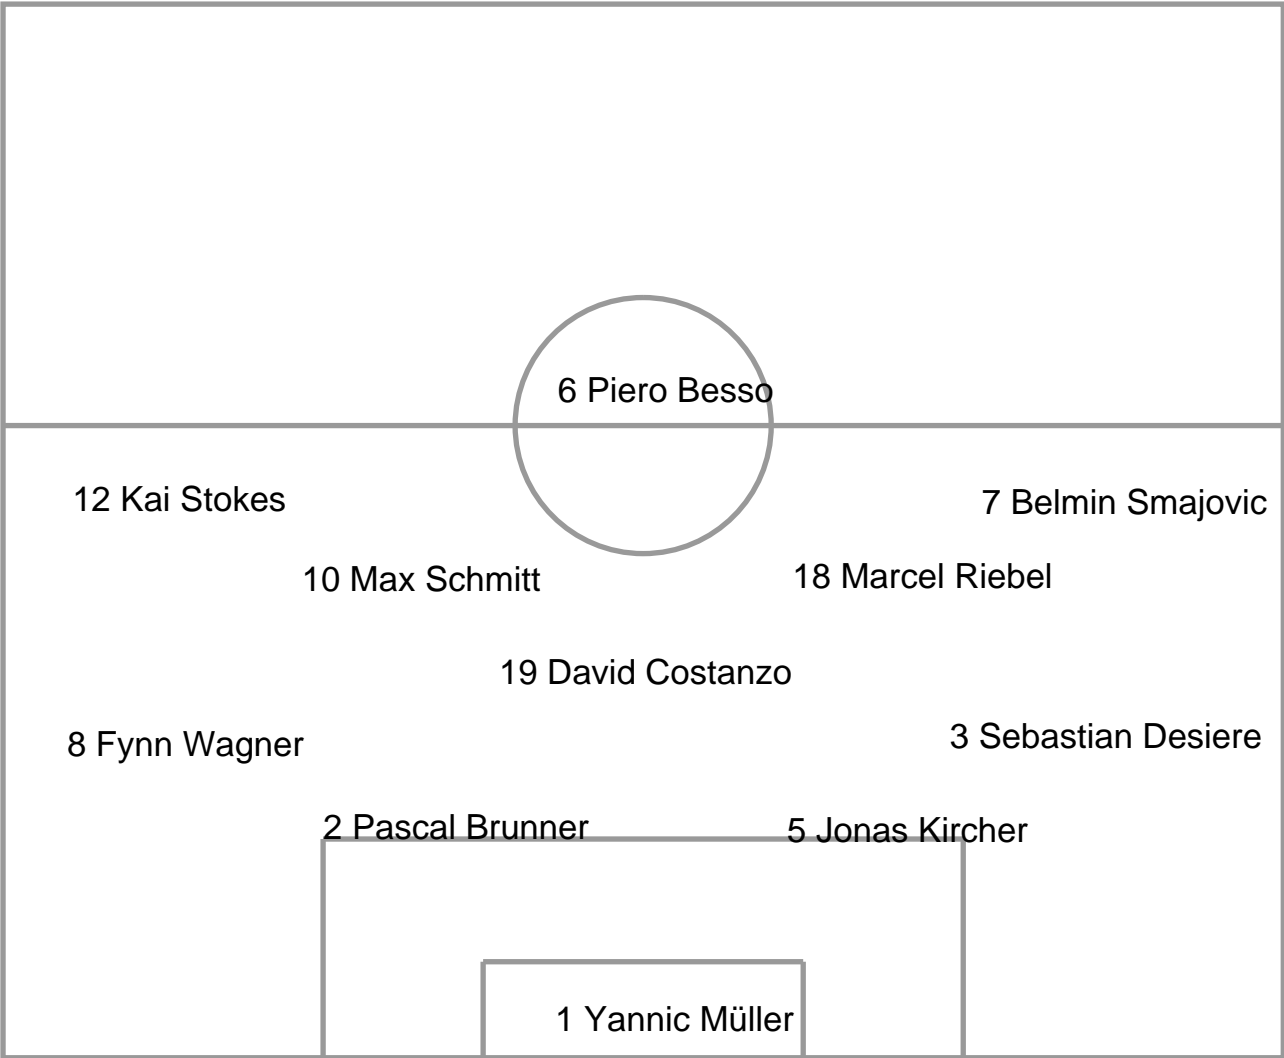 6 Piero Besso
12 Kai Stokes
7 Belmin Smajovic
10 Max Schmitt
18 Marcel Riebel
19 David Costanzo
8 Fynn Wagner
3 Sebastian Desiere
2 Pascal Brunner
5 Jonas Kircher
1 Yannic Müller